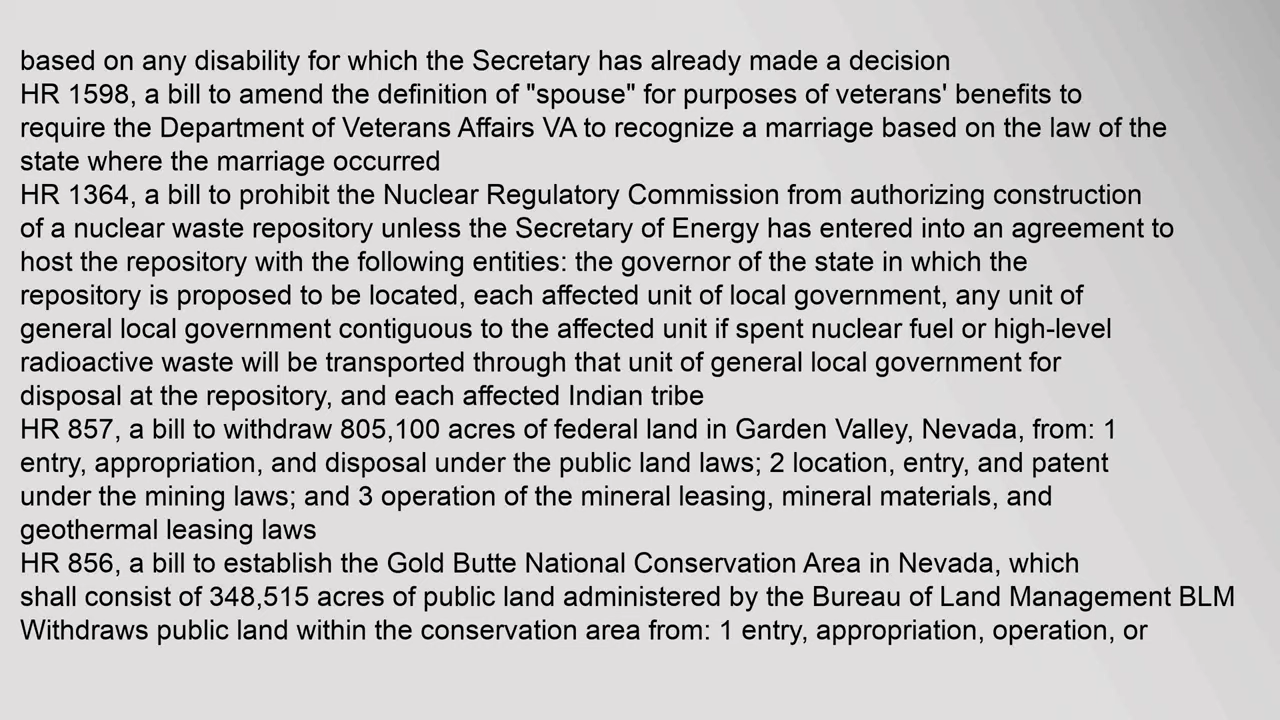 based on any disability for which the Secretary has already made a decision
HR 1598, a bill to amend the definition of "spouse" for purposes of veterans' benefits to
require the Department of Veterans Affairs VA to recognize a marriage based on the law of the
state where the marriage occurred
HR 1364, a bill to prohibit the Nuclear Regulatory Commission from authorizing construction
of a nuclear waste repository unless the Secretary of Energy has entered into an agreement to
host the repository with the following entities: the governor of the state in which the
repository is proposed to be located, each affected unit of local government, any unit of
general local government contiguous to the affected unit if spent nuclear fuel or high-level
radioactive waste will be transported through that unit of general local government for
disposal at the repository, and each affected Indian tribe
HR 857, a bill to withdraw 805,100 acres of federal land in Garden Valley, Nevada, from: 1
entry, appropriation, and disposal under the public land laws; 2 location, entry, and patent
under the mining laws; and 3 operation of the mineral leasing, mineral materials, and
geothermal leasing laws
HR 856, a bill to establish the Gold Butte National Conservation Area in Nevada, which
shall consist of 348,515 acres of public land administered by the Bureau of Land Management BLM
Withdraws public land within the conservation area from: 1 entry, appropriation, operation, or